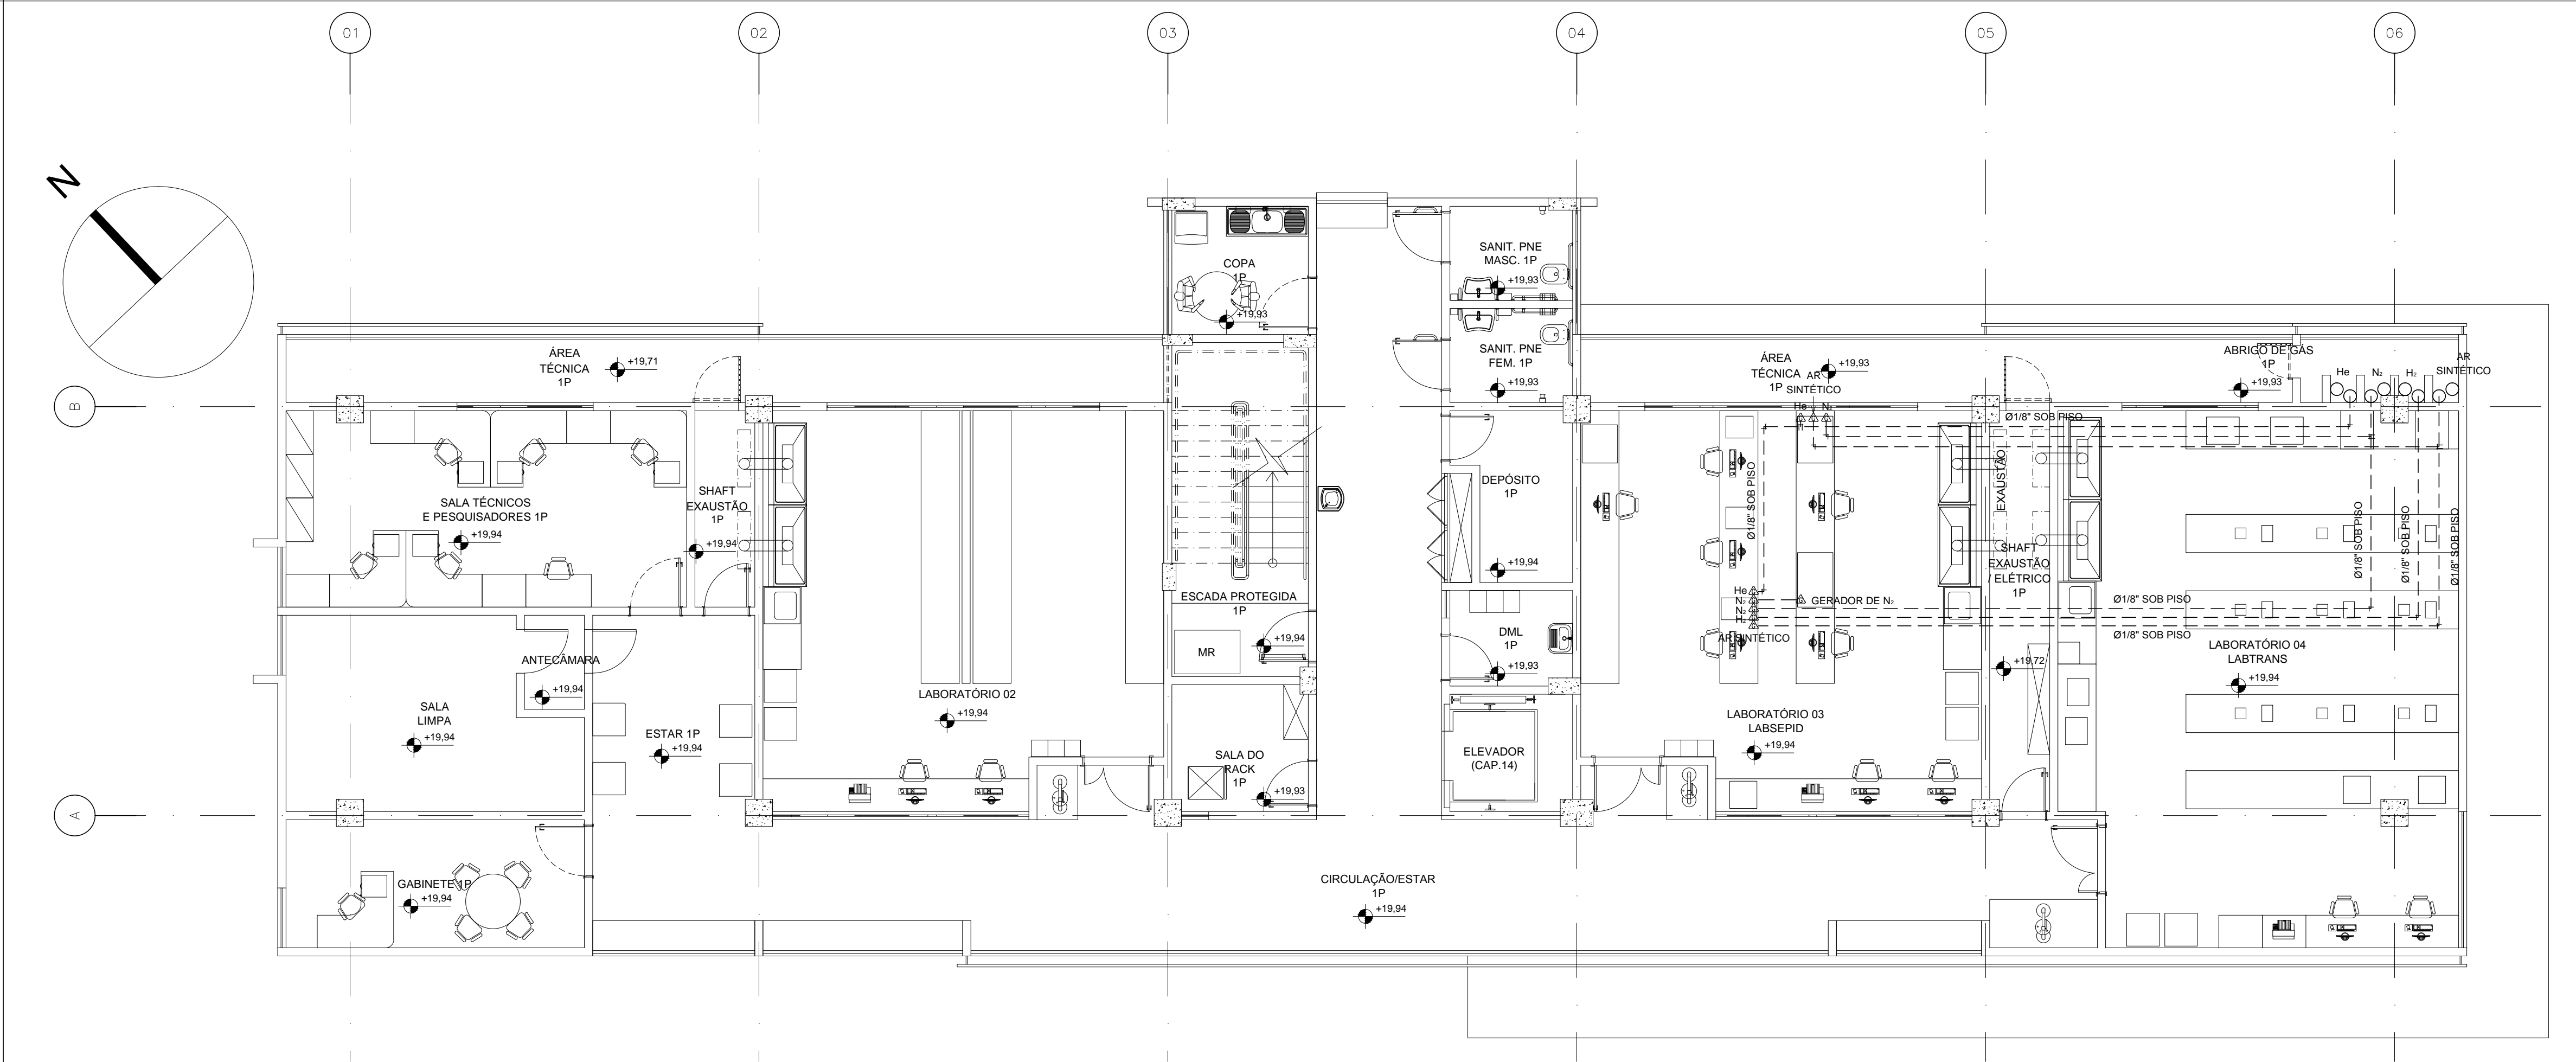 01
02
03
04
05
06
N
B
A
COPA
1P
+19,93
SANIT. PNE
MASC. 1P
+19,93
SANIT. PNE
FEM. 1P
+19,93
ÁREA
TÉCNICA
1P
+19,71
ÁREA
TÉCNICA
1P
+19,93
AR
SINTÉTICO
He
N₂
ABRIGO DE GÁS
1P
+19,93
He
N₂
H₂
AR
SINTÉTICO
Ø1/8" SOB PISO
SALA TÉCNICOS
E PESQUISADORES 1P
+19,94
SHAFT
EXAUSTÃO
1P
+19,94
DEPÓSITO
1P
+19,94
Ø1/8" SOB PISO
EXAUSTÃO
SHAFT
EXAUSTÃO
/ ELÉTRICO
1P
+19,72
Ø1/8" SOB PISO
Ø1/8" SOB PISO
Ø1/8" SOB PISO
ESCADA PROTEGIDA
1P
+19,94
MR
DML
1P
+19,93
He
N₂
N₂
H₂
AR SINTÉTICO
GERADOR DE N₂
Ø1/8" SOB PISO
Ø1/8" SOB PISO
LABORATÓRIO 04
LABTRANS
+19,94
ANTECÂMARA
+19,94
SALA
LIMPA
+19,94
ESTAR 1P
+19,94
LABORATÓRIO 02
+19,94
SALA DO
RACK
1P
+19,93
ELEVADOR
(CAP.14)
LABORATÓRIO 03
LABSEPID
+19,94
GABINETE 1P
+19,94
CIRCULAÇÃO/ESTAR
1P
+19,94